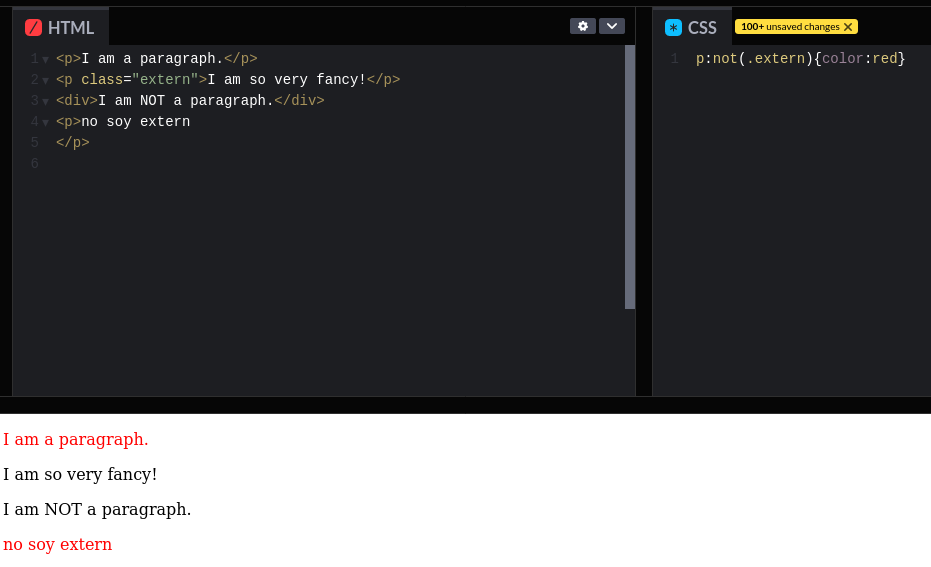 HTML
1 <p>I am a paragraph.</p>
2 <p class="extern">I am so very fancy!</p>
3 <div>I am NOT a paragraph.</div>
4 <p>no soy extern
5 </p>
6
CSS 100+ unsaved changes
1 p:not(.extern){color:red}
I am a paragraph.
I am so very fancy!
I am NOT a paragraph.
no soy extern